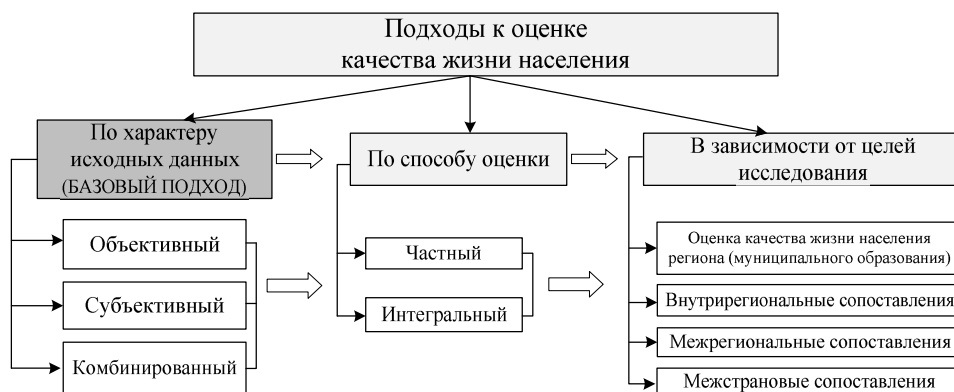 Подходы к оценке
качества жизни населения
По характеру
исходных данных
(БАЗОВЫЙ ПОДХОД)
Объективный
Субъективный
Комбинированный
По способу оценки
Частный
Интегральный
В зависимости от целей
исследования
Оценка качества жизни населения
региона (муниципального образования)
Внутрирегиональные сопоставления
Межрегиональные сопоставления
Межстрановые сопоставления